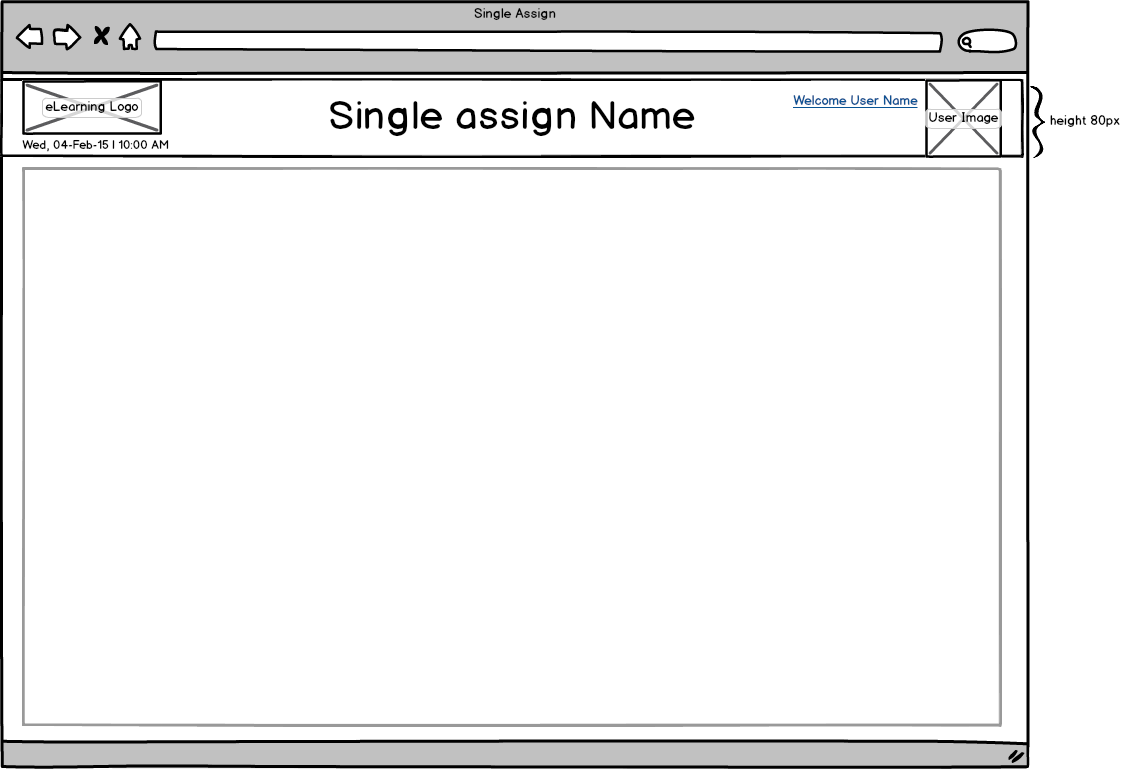 Single Assign
eLearning Logo
Single assign Name
Welcome User Name
User Image
height 80px
Wed, 04-Feb-15 | 10:00 AM